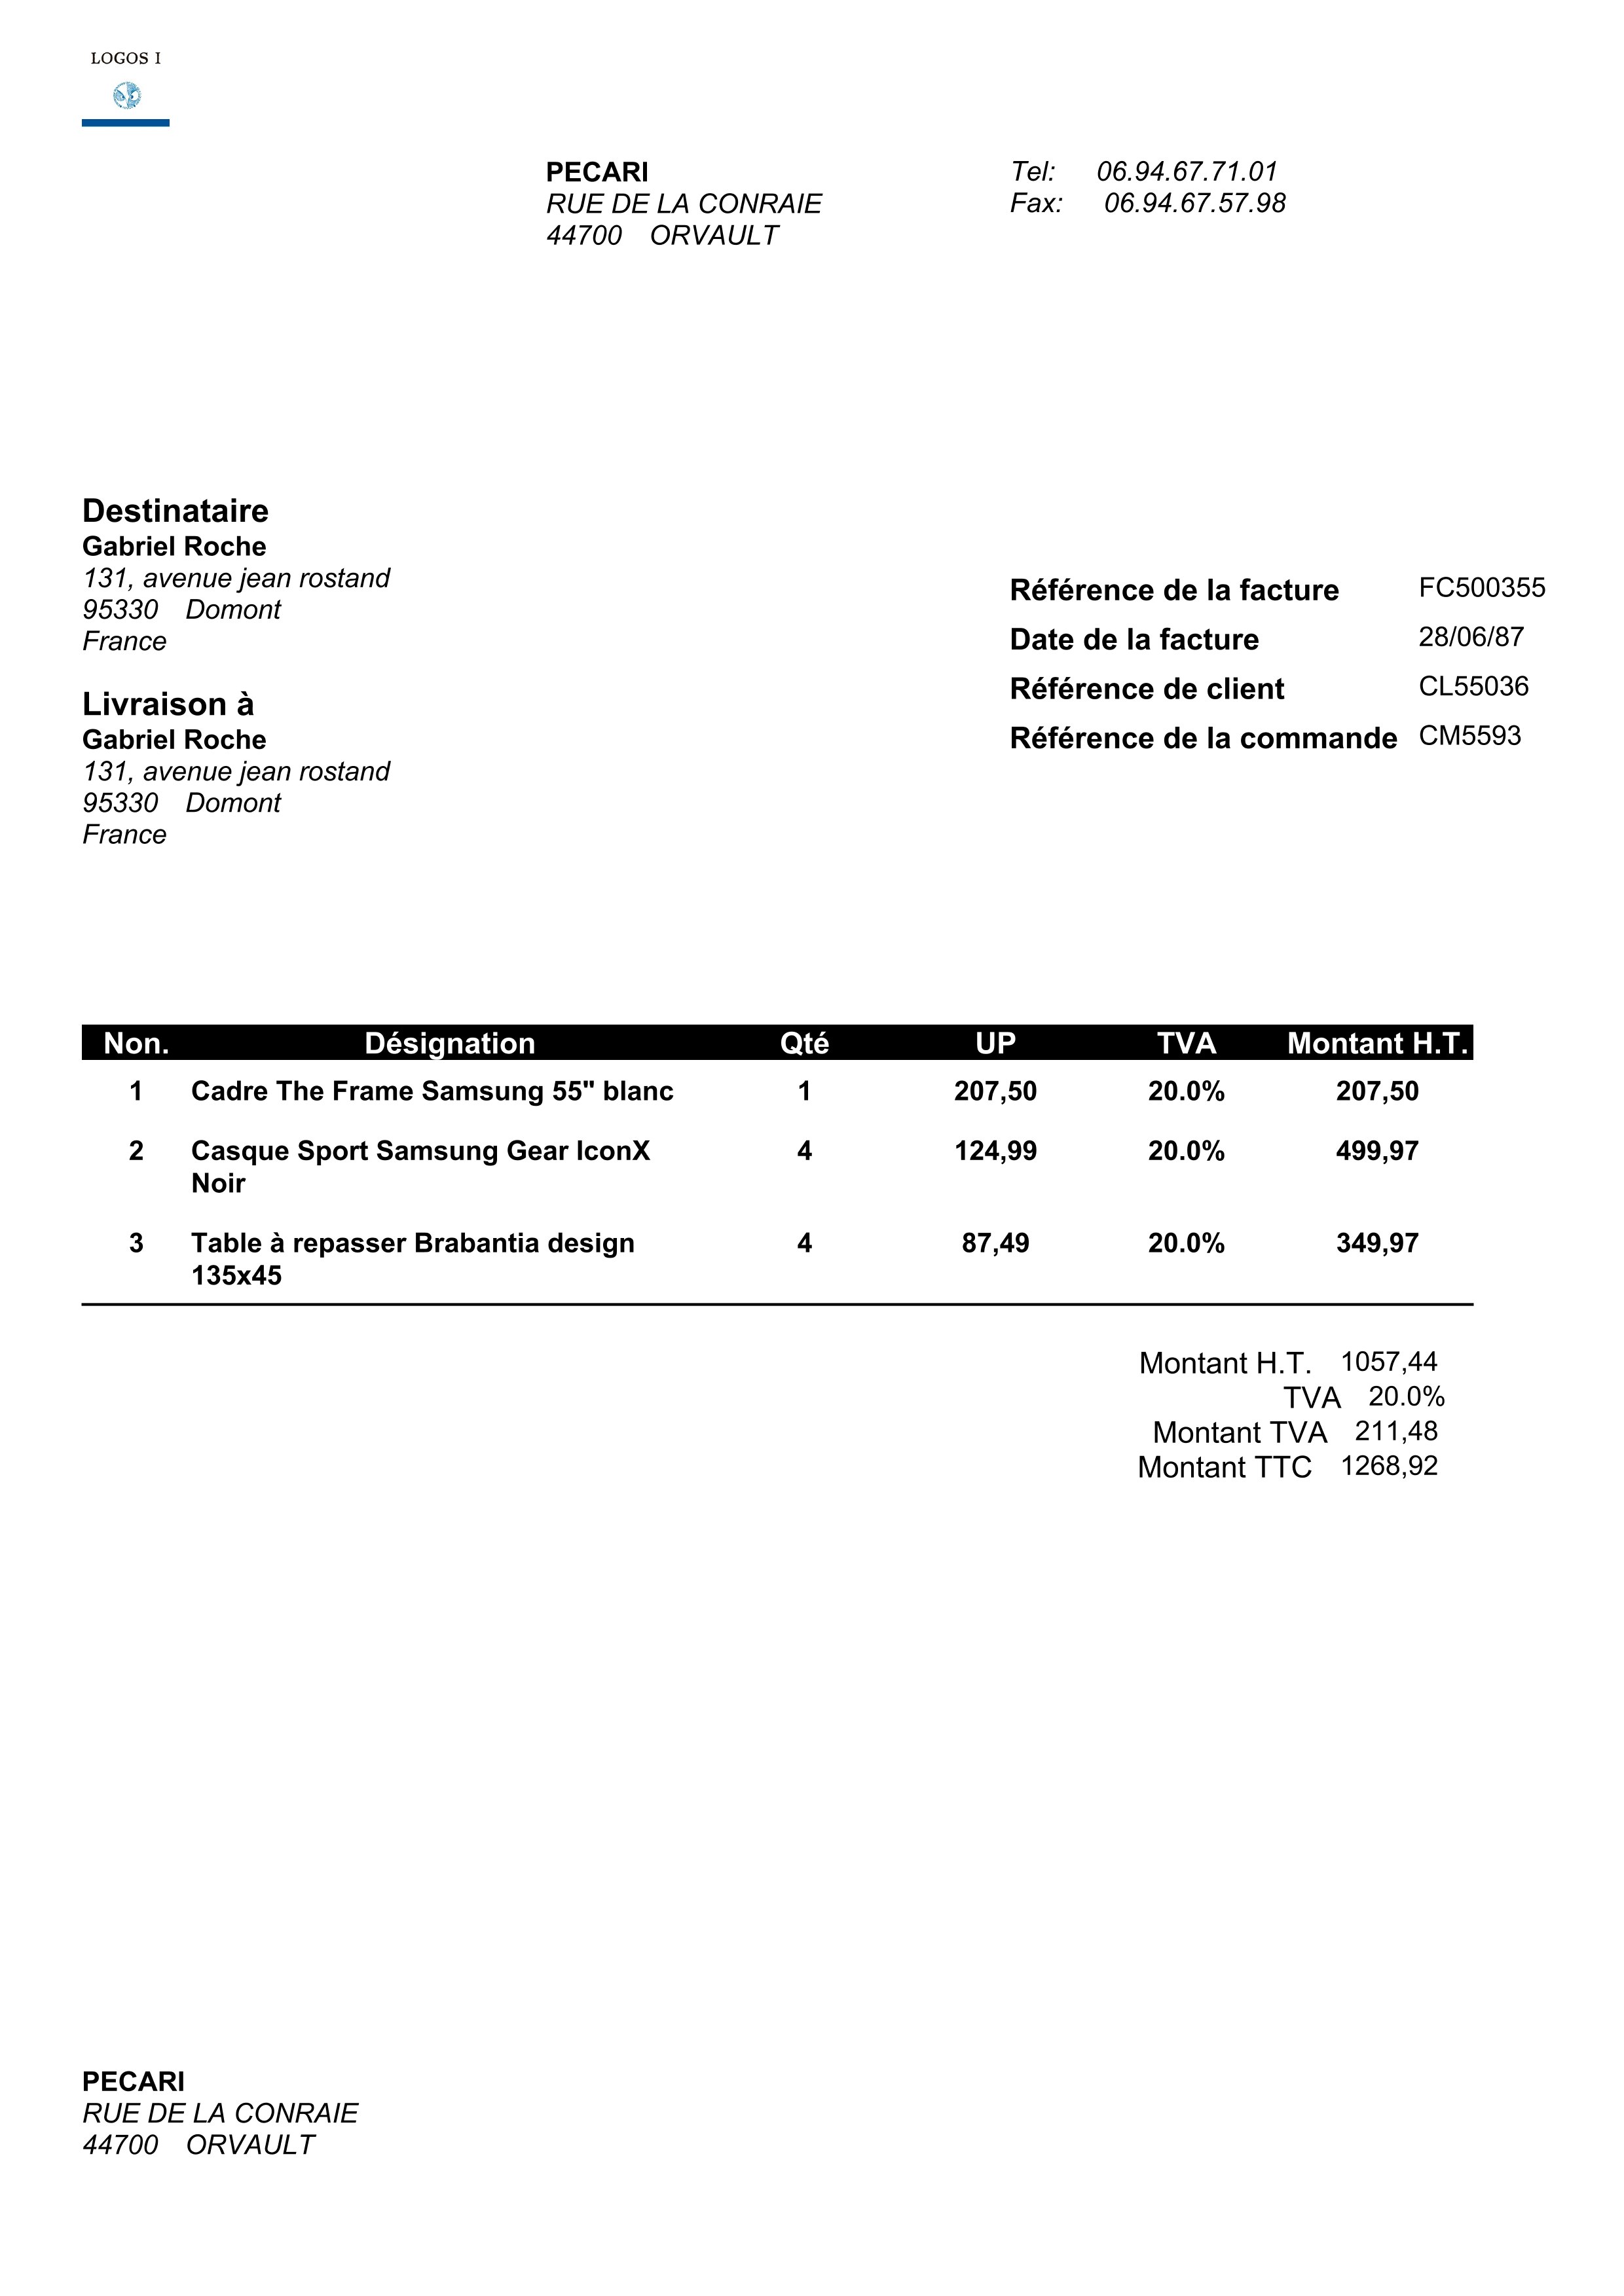 LOGOS I
PECARI
RUE DE LA CONRAIE
44700 ORVAULT
Tel: 06.94.67.71.01
Fax: 06.94.67.57.98
Destinataire
Gabriel Roche
131, avenue jean rostand
95330 Domont
France
Livraison à
Gabriel Roche
131, avenue jean rostand
95330 Domont
France
Référence de la facture FC500355
Date de la facture 28/06/87
Référence de client CL55036
Référence de la commande CM5593
Non. Désignation Qté UP TVA Montant H.T.
1 Cadre The Frame Samsung 55" blanc 1 207,50 20.0% 207,50
2 Casque Sport Samsung Gear IconX 4 124,99 20.0% 499,97
Noir
3 Table à repasser Brabantia design 4 87,49 20.0% 349,97
135x45
Montant H.T. 1057,44
TVA 20.0%
Montant TVA 211,48
Montant TTC 1268,92
PECARI
RUE DE LA CONRAIE
44700 ORVAULT